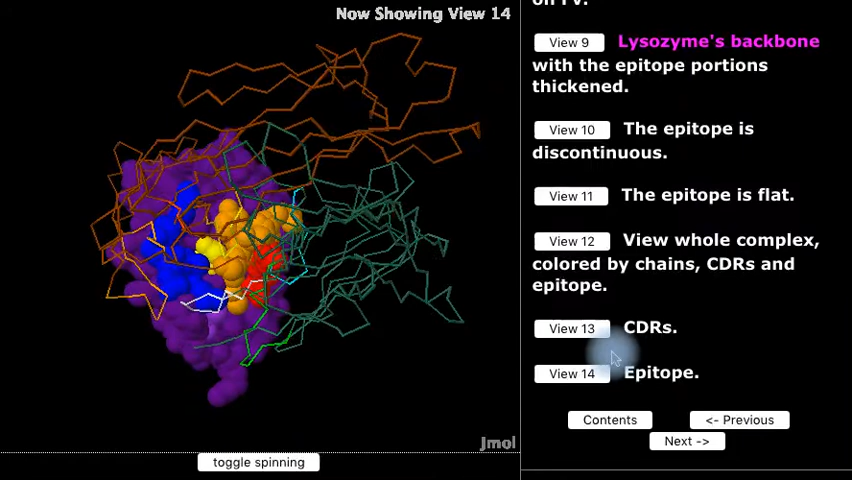 Now Showing View 14
Jmol
toggle spinning
on FV.
View 9 Lysozyme's backbone
with the epitope portions
thickened.
View 10 The epitope is
discontinuous.
View 11 The epitope is flat.
View 12 View whole complex,
colored by chains, CDRs and
epitope.
View 13 CDRs.
View 14 Epitope.
Contents <- Previous
Next ->